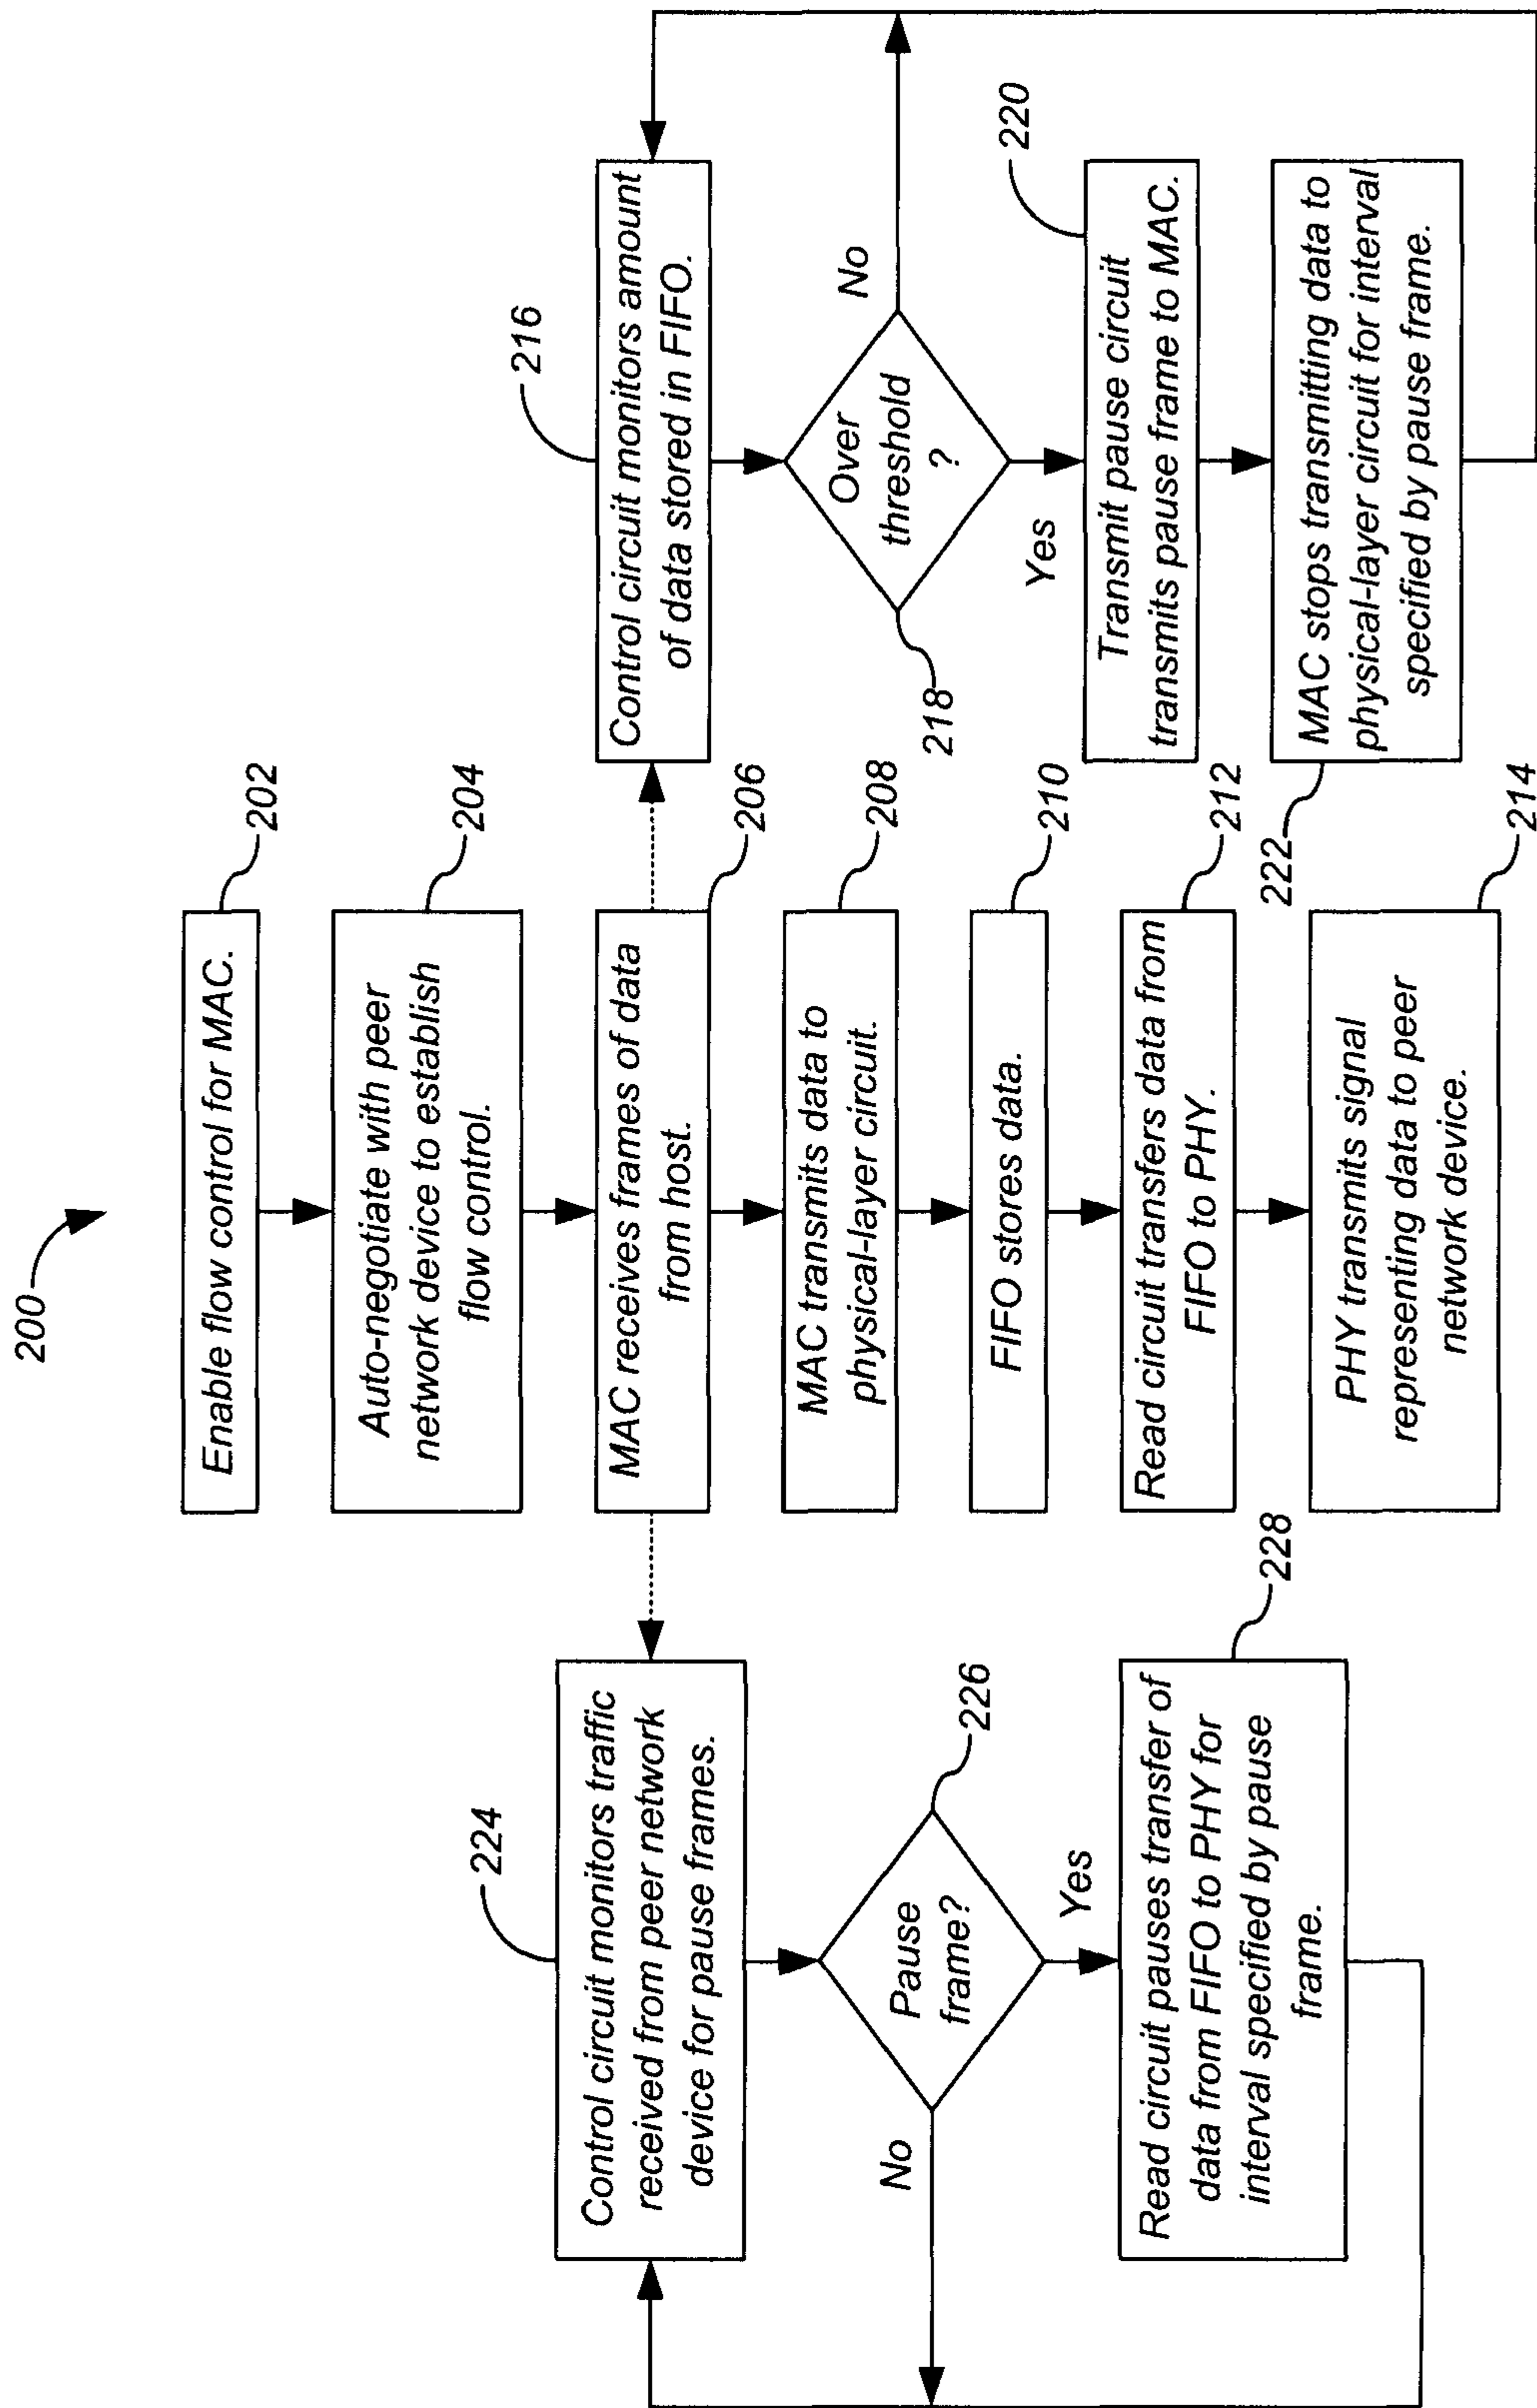 200
Enable flow control for MAC.
202
Auto-negotiate with peer
network device to establish
flow control.
204
MAC receives frames of data
from host.
206
MAC transmits data to
physical-layer circuit.
208
FIFO stores data.
210
Read circuit transfers data from
FIFO to PHY.
212
PHY transmits signal
representing data to peer
network device.
214
216
Control circuit monitors amount
of data stored in FIFO.
Over
threshold
?
218
No
Yes
220
Transmit pause circuit
transmits pause frame to MAC.
MAC stops transmitting data to
physical-layer circuit for interval
specified by pause frame.
222
224
Control circuit monitors traffic
received from peer network
device for pause frames.
Pause
frame?
226
No
Yes
Read circuit pauses transfer of
data from FIFO to PHY for
interval specified by pause
frame.
228